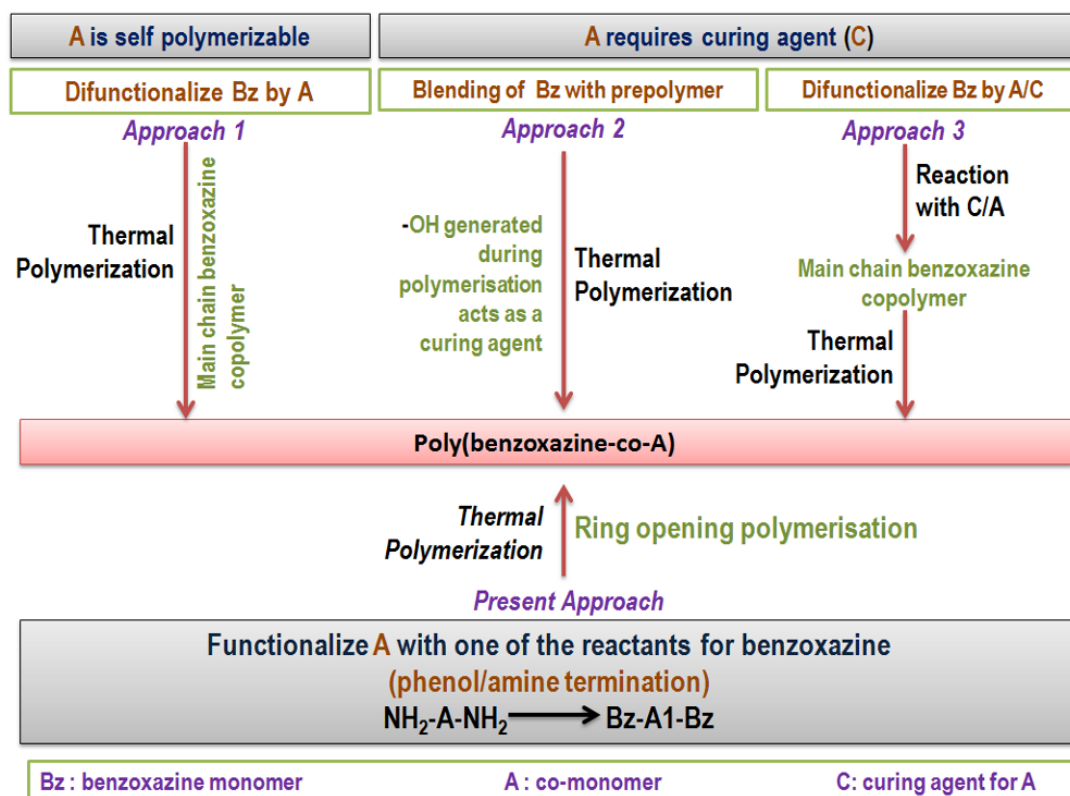 A is self polymerizable
A requires curing agent (C)
Difunctionalize Bz by A
Blending of Bz with prepolymer
Difunctionalize Bz by A/C
Approach 1
Approach 2
Approach 3
Thermal
Polymerization
Main chain benzoxazine
copolymer
-OH generated
during
polymerisation
acts as a
curing agent
Thermal
Polymerization
Reaction
with C/A
Main chain benzoxazine
copolymer
Thermal
Polymerization
Poly(benzoxazine-co-A)
Thermal
Polymerization
Ring opening polymerisation
Present Approach
Functionalize A with one of the reactants for benzoxazine
(phenol/amine termination)
NH₂-A-NH₂ → Bz-A1-Bz
Bz : benzoxazine monomer
A : co-monomer
C: curing agent for A